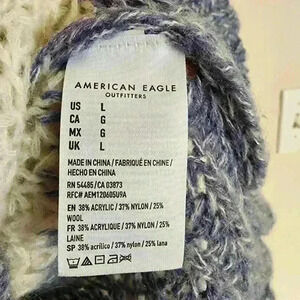 AMERICAN EAGLE
OUTFITTERS
US L
CA G
MX G
UK L
MADE IN CHINA / FABRIQUÉ EN CHINE /
HECHO EN CHINA
RN 54485/CA 03873
RFC# AEM120605U9A
EN 38% ACRYLIC / 37% NYLON / 25%
WOOL
FR 38% ACRYLIQUE / 37% NYLON / 25%
LAINE
SP 38% acrílico / 37% nylon / 25% lana